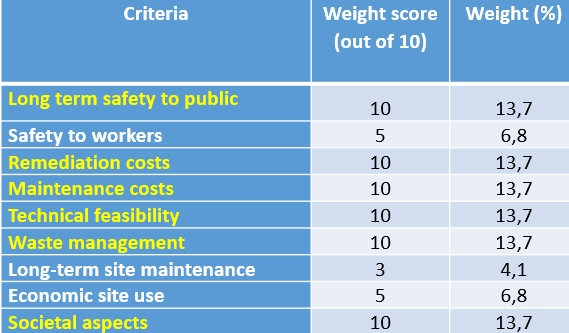 Criteria Weight score Weight (%)
(out of 10)
Long term safety to public 10 13,7
Safety to workers 5 6,8
Remediation costs 10 13,7
Maintenance costs 10 13,7
Technical feasibility 10 13,7
Waste management 10 13,7
Long-term site maintenance 3 4,1
Economic site use 5 6,8
Societal aspects 10 13,7